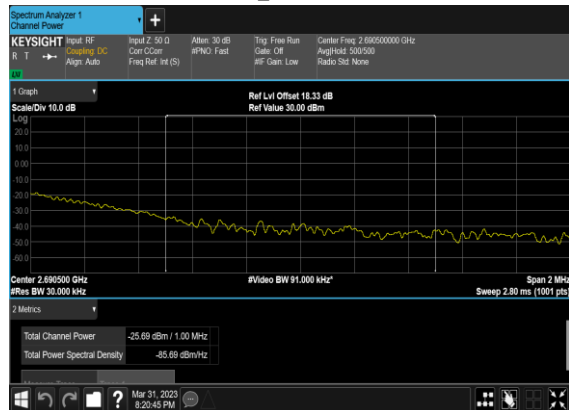 Spectrum Analyzer 1
Channel Power
+
KEYSIGHT Input: RF Input Z: 50 Ω Atten: 30 dB Trig: Free Run Center Freq: 2.690500000 GHz
R T Coupling: DC Corr CCorr #PNO: Fast Gate: Off Avg|Hold: 500/500
Align: Auto Freq Ref: Int (S) #IF Gain: Low Radio Std: None
1 Graph
Ref Lvl Offset 18.33 dB
Scale/Div 10.0 dB Ref Value 30.00 dBm
Log
20.0
10.0
0.00
-10.0
-20.0
-30.0
-40.0
-50.0
-60.0
Center 2.690500 GHz #Video BW 91.000 kHz* Span 2 MHz
#Res BW 30.000 kHz Sweep 2.80 ms (1001 pts)
2 Metrics
Total Channel Power -25.69 dBm / 1.00 MHz
Total Power Spectral Density -85.69 dBm/Hz
? Mar 31, 2023
8:20:45 PM